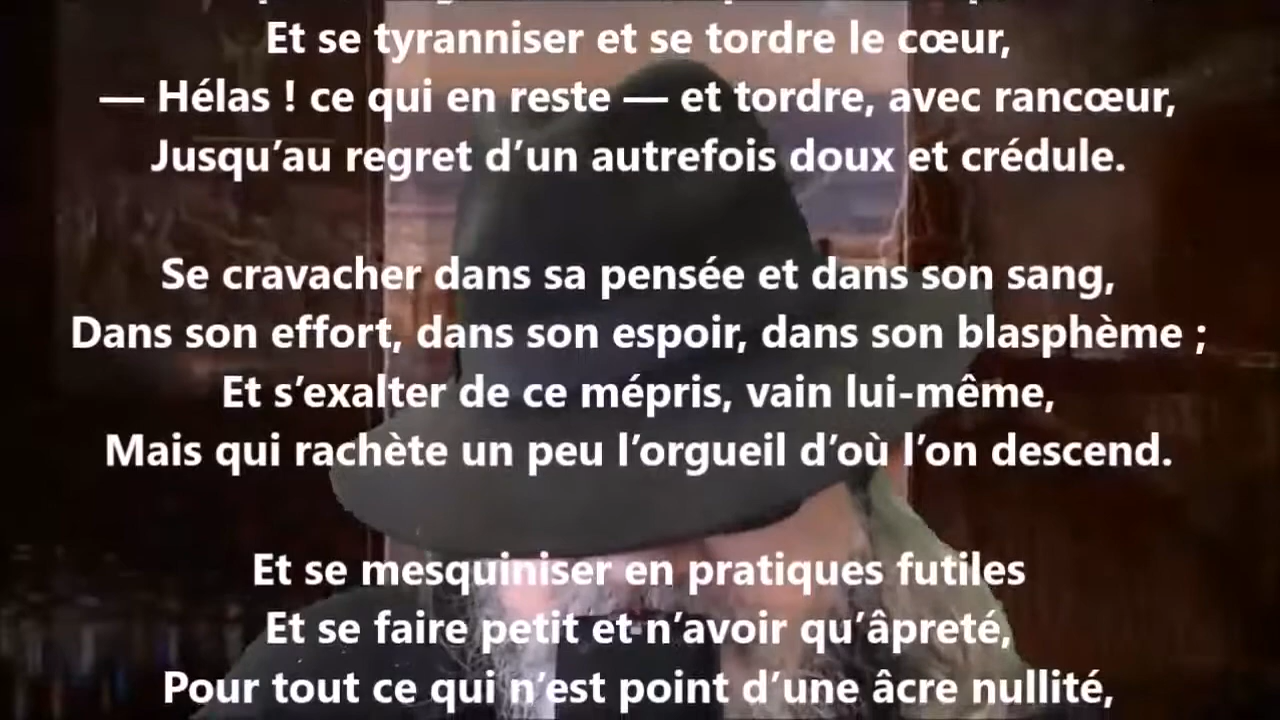 Et se tyranniser et se tordre le cœur,
— Hélas ! ce qui en reste — et tordre, avec rancœur,
Jusqu’au regret d’un autrefois doux et crédule.
Se cravacher dans sa pensée et dans son sang,
Dans son effort, dans son espoir, dans son blasphème ;
Et s’exalter de ce mépris, vain lui-même,
Mais qui rachète un peu l’orgueil d’où l’on descend.
Et se mesquiniser en pratiques futiles
Et se faire petit et n’avoir qu’âpreté,
Pour tout ce qui n’est point d’une âcre nullité,